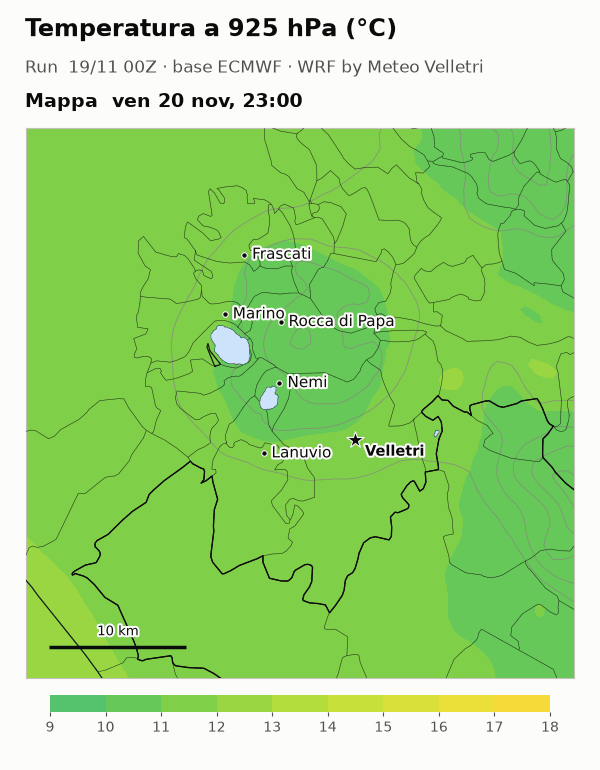 Temperatura a 925 hPa (°C)
Run  19/11 00Z · base ECMWF · WRF by Meteo Velletri
Mappa  ven 20 nov, 23:00
Frascati
Marino
Rocca di Papa
Nemi
Velletri
Lanuvio
10 km
9 10 11 12 13 14 15 16 17 18